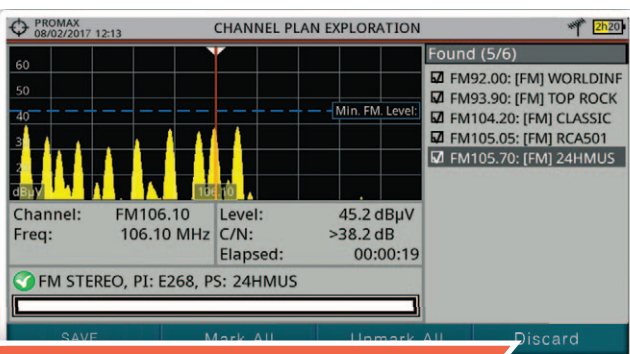 PROMAX
08/02/2017 12:13
CHANNEL PLAN EXPLORATION
2h20
60
50
40
dBµV
106.10
Min. FM. Level:
Found (5/6)
FM92.00: [FM] WORLDINF
FM93.90: [FM] TOP ROCK
FM104.20: [FM] CLASSIC
FM105.05: [FM] RCA501
FM105.70: [FM] 24HMUS
Channel: FM106.10
Freq: 106.10 MHz
Level: 45.2 dBµV
C/N: >38.2 dB
Elapsed: 00:00:19
FM STEREO, PI: E268, PS: 24HMUS
SAVE Mark All Unmark All Discard